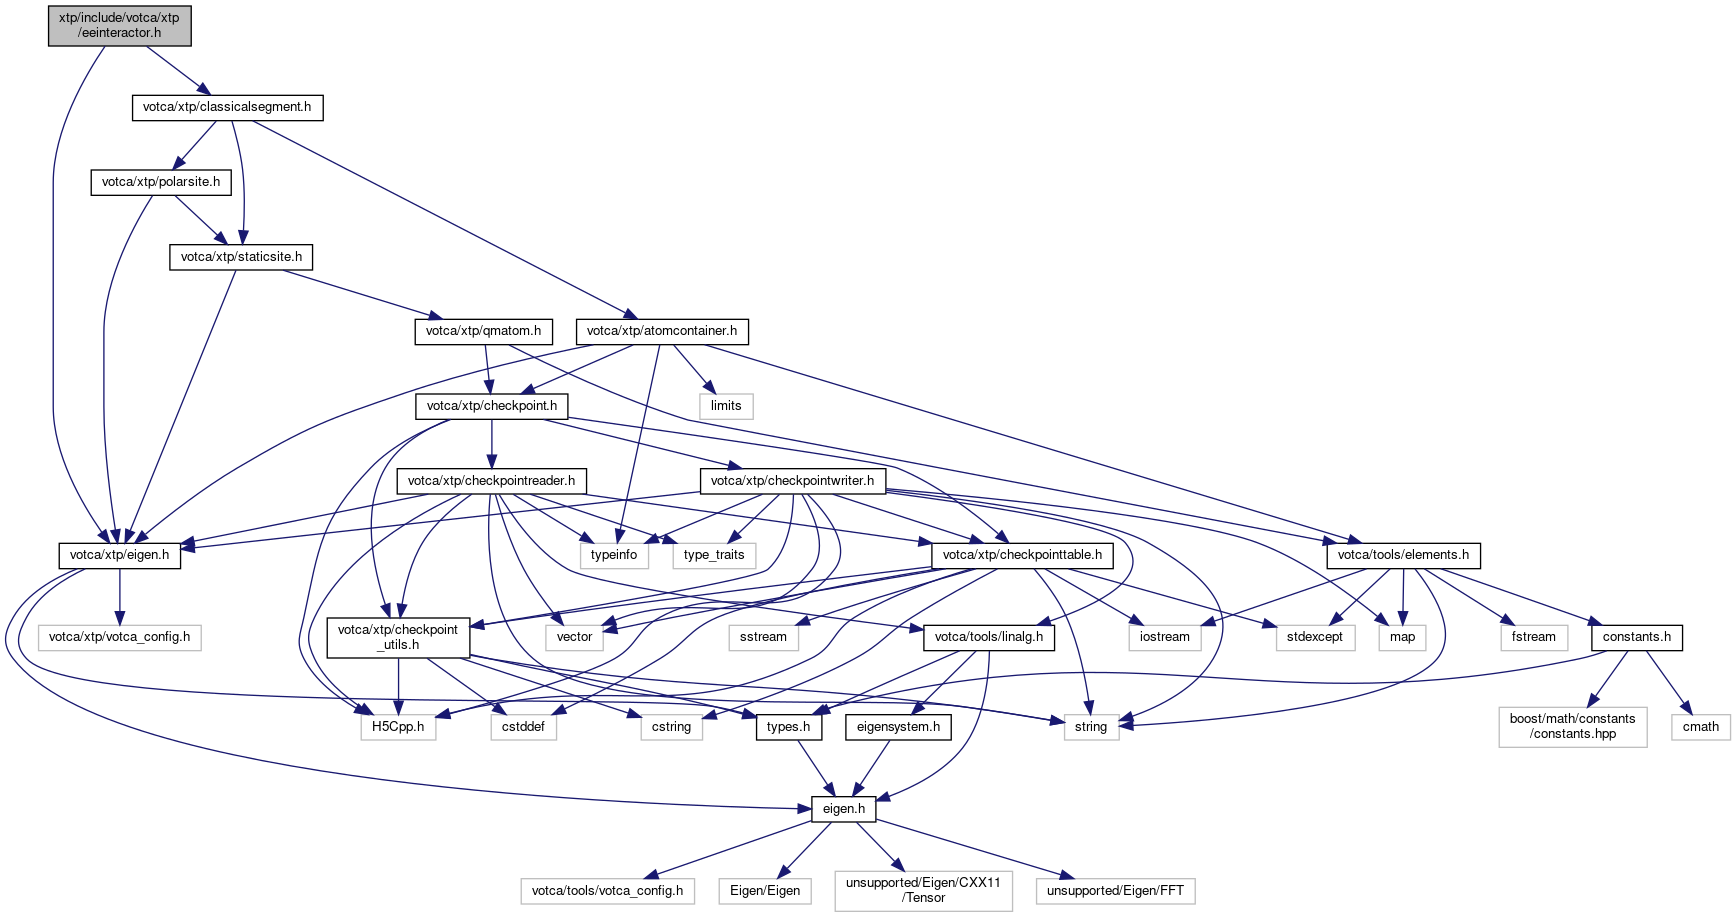 xtp/include/votca/xtp
/eeinteractor.h
votca/xtp/classicalsegment.h
votca/xtp/polarsite.h
votca/xtp/staticsite.h
votca/xtp/qmatom.h
votca/xtp/atomcontainer.h
votca/xtp/checkpoint.h
limits
votca/xtp/checkpointreader.h
votca/xtp/checkpointwriter.h
votca/xtp/eigen.h
typeinfo
type_traits
votca/xtp/checkpointtable.h
votca/tools/elements.h
votca/xtp/votca_config.h
votca/xtp/checkpoint
_utils.h
vector
sstream
votca/tools/linalg.h
iostream
stdexcept
map
fstream
constants.h
H5Cpp.h
cstddef
cstring
types.h
eigensystem.h
string
boost/math/constants
/constants.hpp
cmath
eigen.h
votca/tools/votca_config.h
Eigen/Eigen
unsupported/Eigen/CXX11
/Tensor
unsupported/Eigen/FFT